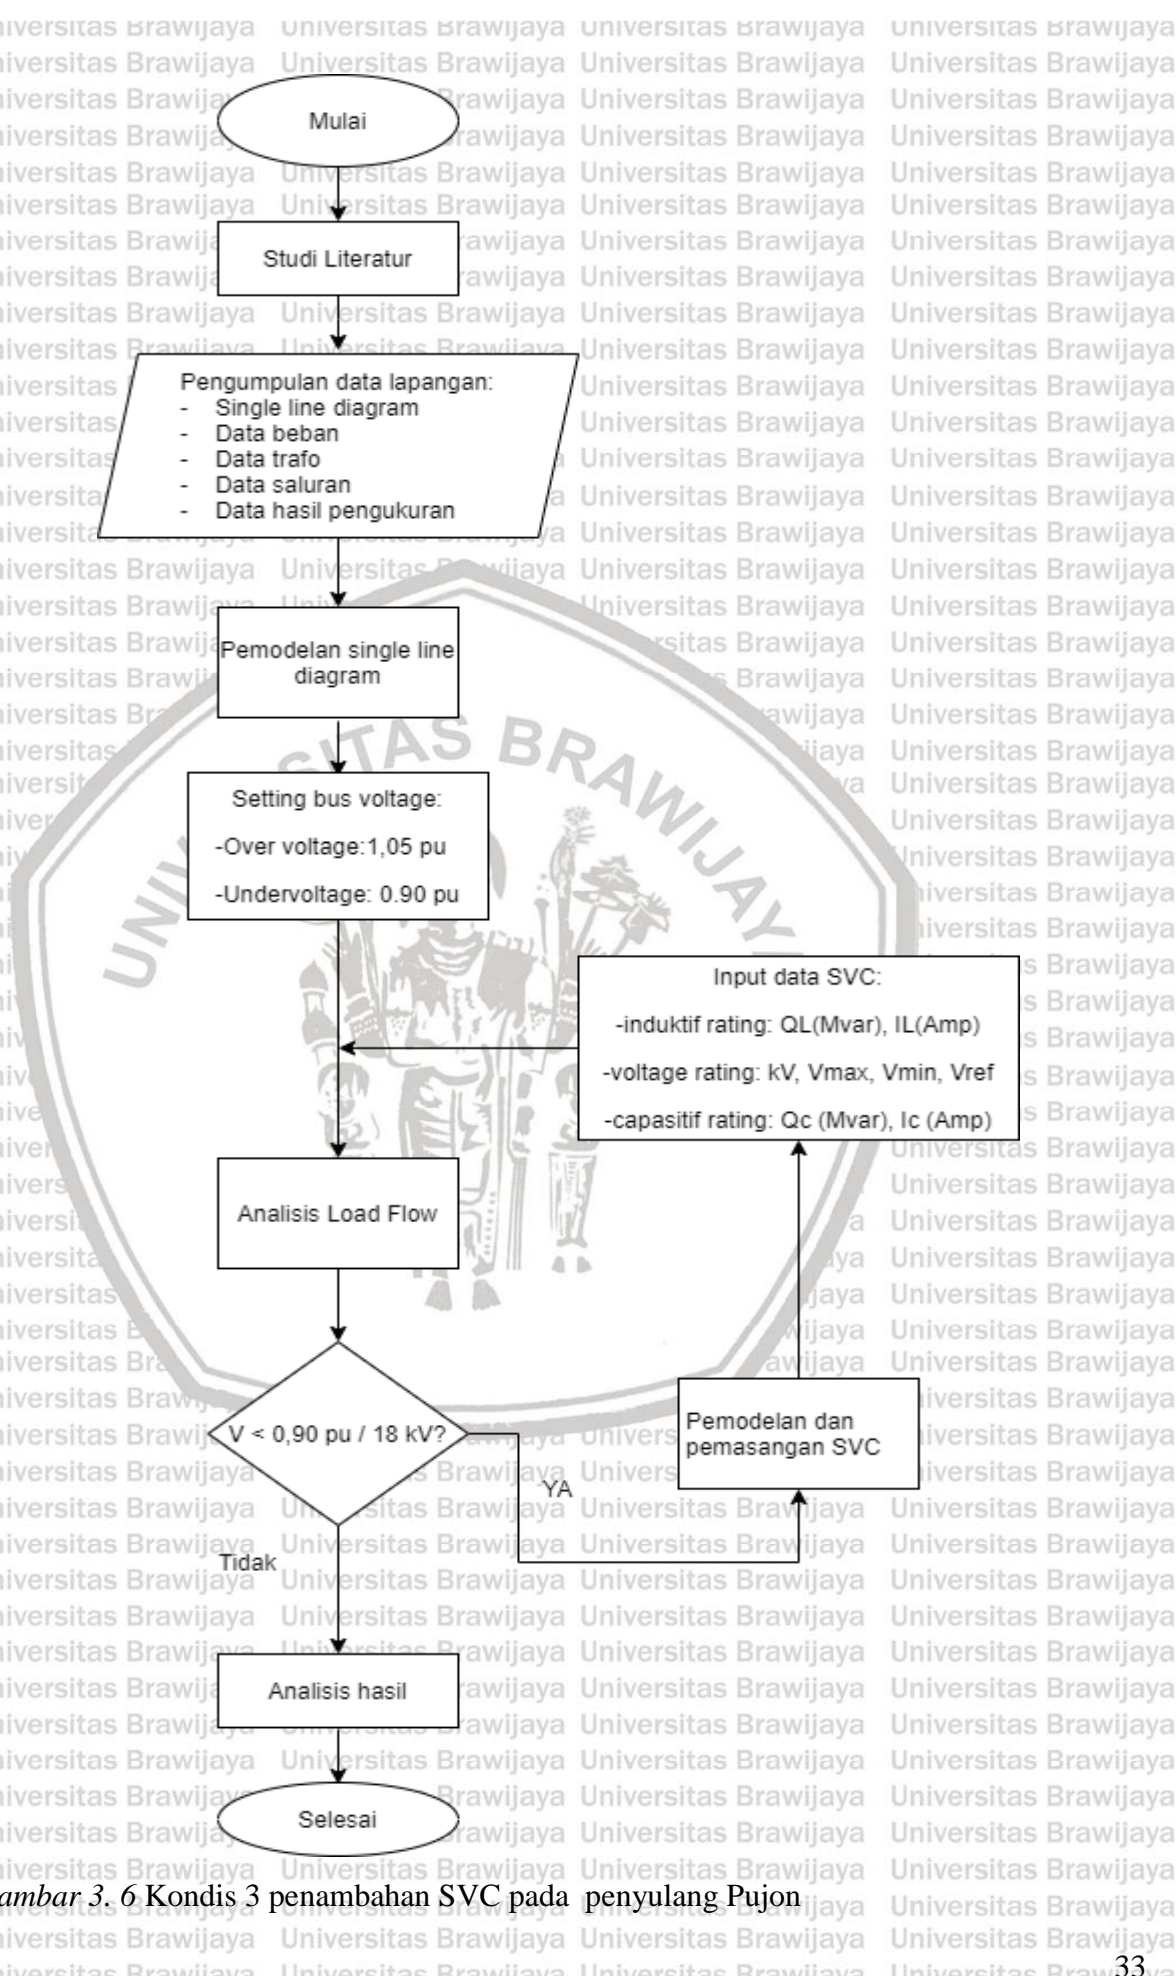 Mulai
Studi Literatur
Pengumpulan data lapangan:
- Single line diagram
- Data beban
- Data trafo
- Data saluran
- Data hasil pengukuran
Pemodelan single line
diagram
Setting bus voltage:
-Over voltage:1,05 pu
-Undervoltage: 0.90 pu
Input data SVC:
-induktif rating: QL(Mvar), IL(Amp)
-voltage rating: kV, Vmax, Vmin, Vref
-capasitif rating: Qc (Mvar), Ic (Amp)
Analisis Load Flow
V < 0,90 pu / 18 kV?
YA
Pemodelan dan
pemasangan SVC
Tidak
Analisis hasil
Selesai
ambar 3. 6 Kondis 3 penambahan SVC pada penyulang Pujon
33